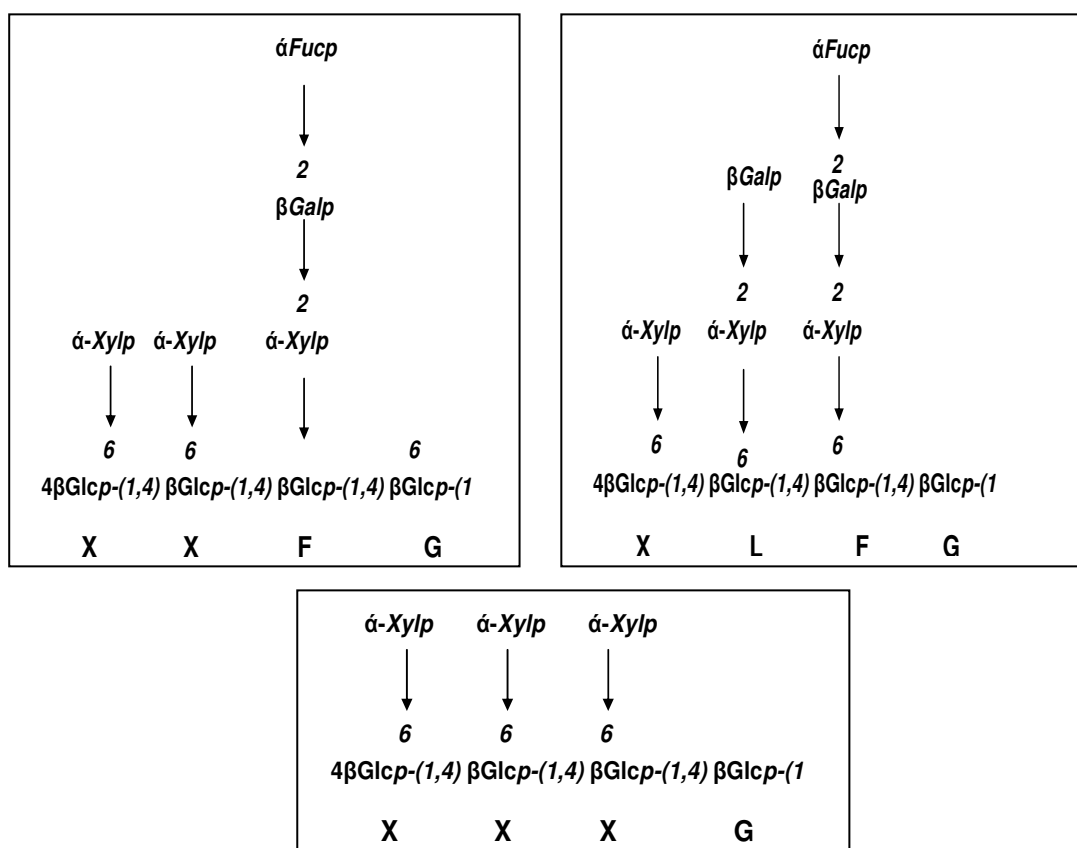 άFucp
2
βGalp
2
ά-Xylp ά-Xylp ά-Xylp
6 6 6
4βGlcp-(1,4) βGlcp-(1,4) βGlcp-(1,4) βGlcp-(1
X X F G
άFucp
2
βGalp βGalp
2 2
ά-Xylp ά-Xylp ά-Xylp
6 6 6
4βGlcp-(1,4) βGlcp-(1,4) βGlcp-(1,4) βGlcp-(1
X L F G
ά-Xylp ά-Xylp ά-Xylp
6 6 6
4βGlcp-(1,4) βGlcp-(1,4) βGlcp-(1,4) βGlcp-(1
X X X G